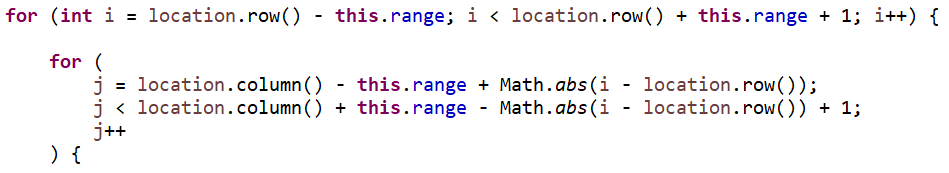 for (int i = location.row() - this.range; i < location.row() + this.range + 1; i++) {
for (
j = location.column() - this.range + Math.abs(i - location.row());
j < location.column() + this.range - Math.abs(i - location.row()) + 1;
j++
) {